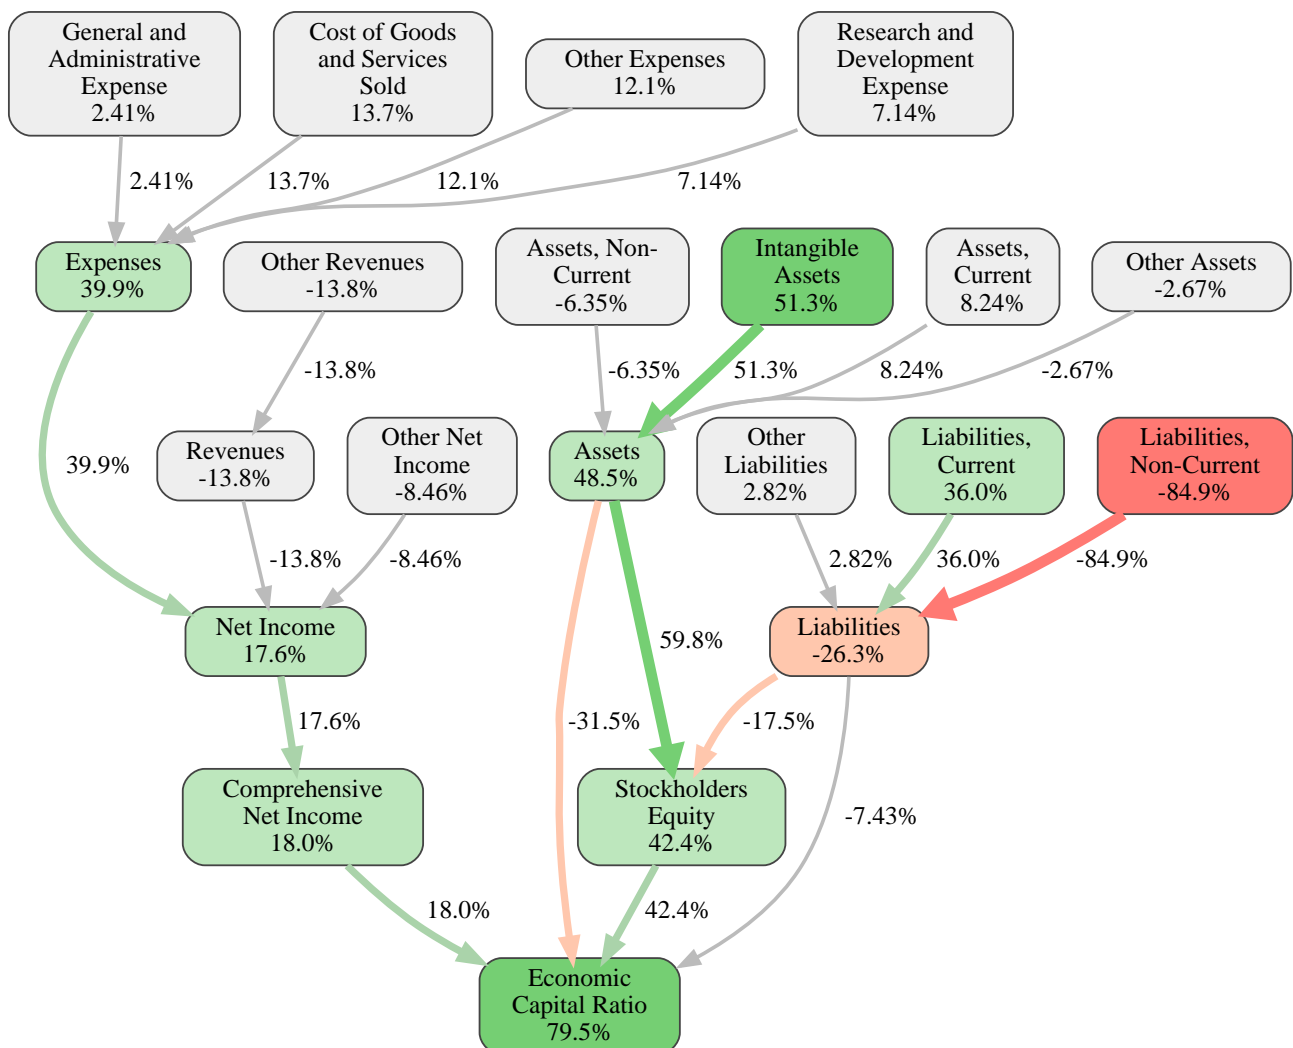 General and
Administrative
Expense
2.41%
Cost of Goods
and Services
Sold
13.7%
Other Expenses
12.1%
Research and
Development
Expense
7.14%
2.41%
13.7%
12.1%
7.14%
Expenses
39.9%
Other Revenues
-13.8%
Assets, Non-
Current
-6.35%
Intangible
Assets
51.3%
Assets,
Current
8.24%
Other Assets
-2.67%
-13.8%
-6.35%
51.3%
8.24%
-2.67%
39.9%
Revenues
-13.8%
Other Net
Income
-8.46%
Assets
48.5%
Other
Liabilities
2.82%
Liabilities,
Current
36.0%
Liabilities,
Non-Current
-84.9%
-13.8%
-8.46%
2.82%
36.0%
-84.9%
Net Income
17.6%
59.8%
Liabilities
-26.3%
17.6%
-31.5%
-17.5%
Comprehensive
Net Income
18.0%
Stockholders
Equity
42.4%
-7.43%
18.0%
42.4%
Economic
Capital Ratio
79.5%